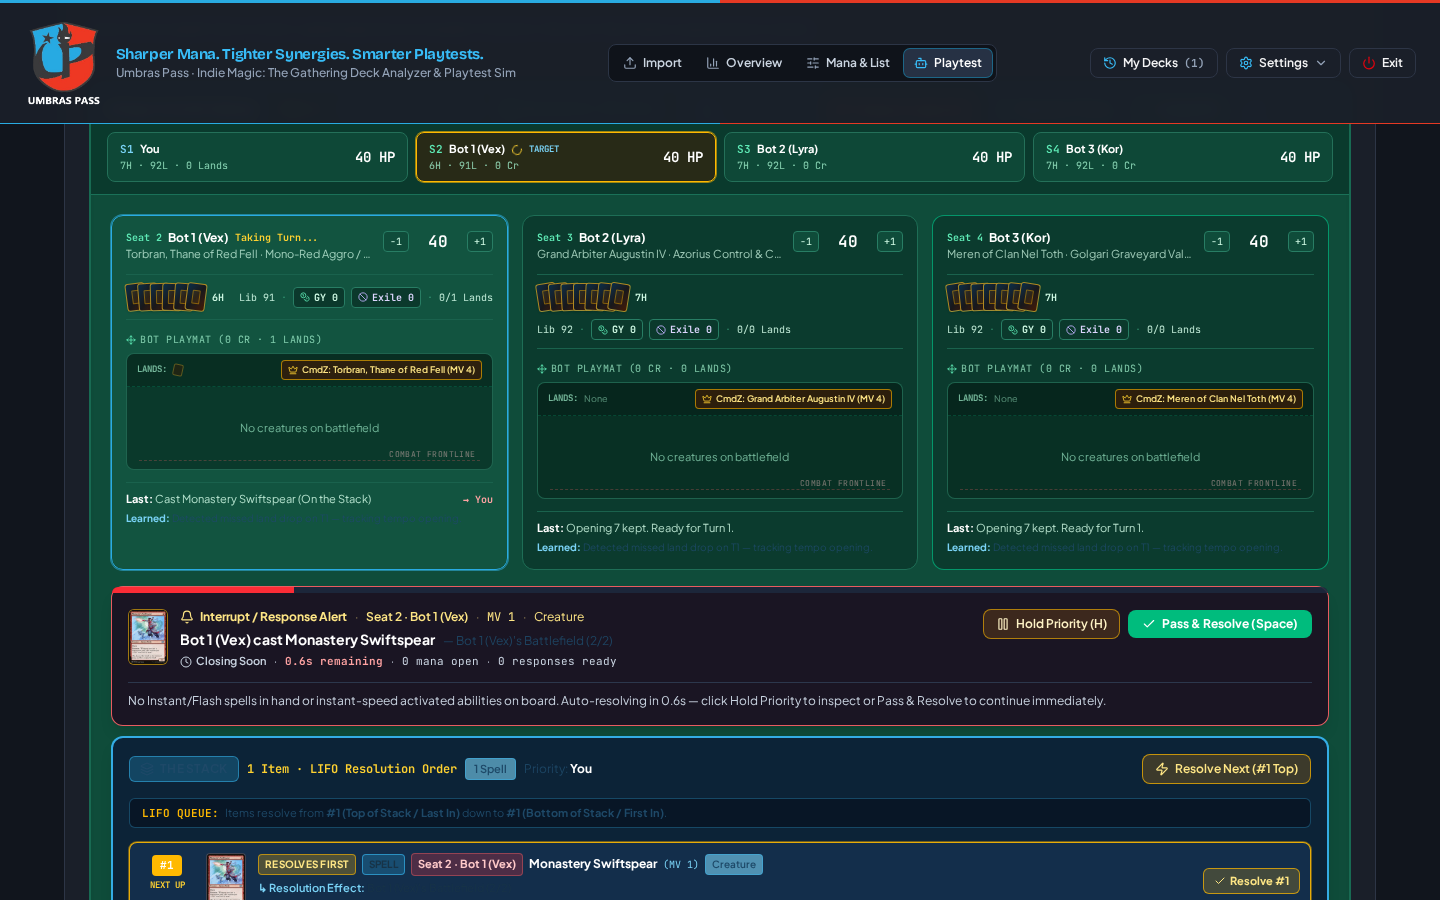 Sharper Mana. Tighter Synergies. Smarter Playtests.
Umbras Pass · Indie Magic: The Gathering Deck Analyzer & Playtest Sim
UMBRAS PASS
Import
Overview
Mana & List
Playtest
My Decks (1)
Settings
Exit
S1 You
7H · 92L · 0 Lands
40 HP
S2 Bot 1 (Vex) TARGET
6H · 91L · 0 Cr
40 HP
S3 Bot 2 (Lyra)
7H · 92L · 0 Cr
40 HP
S4 Bot 3 (Kor)
7H · 92L · 0 Cr
40 HP
Seat 2 Bot 1 (Vex) Taking Turn...
Torbran, Thane of Red Fell · Mono-Red Aggro / ...
-1 40 +1
6H Lib 91 · GY 0 Exile 0 · 0/1 Lands
BOT PLAYMAT (0 CR · 1 LANDS)
LANDS:
CmdZ: Torbran, Thane of Red Fell (MV 4)
No creatures on battlefield
COMBAT FRONTLINE
Last: Cast Monastery Swiftspear (On the Stack) → You
Learned:
Seat 3 Bot 2 (Lyra)
Grand Arbiter Augustin IV · Azorius Control & C...
-1 40 +1
7H
Lib 92 · GY 0 Exile 0 · 0/0 Lands
BOT PLAYMAT (0 CR · 0 LANDS)
LANDS: None
CmdZ: Grand Arbiter Augustin IV (MV 4)
No creatures on battlefield
COMBAT FRONTLINE
Last: Opening 7 kept. Ready for Turn 1.
Learned: Detected missed land drop on T1 — tracking tempo opening.
Seat 4 Bot 3 (Kor)
Meren of Clan Nel Toth · Golgari Graveyard Val...
-1 40 +1
7H
Lib 92 · GY 0 Exile 0 · 0/0 Lands
BOT PLAYMAT (0 CR · 0 LANDS)
LANDS: None
CmdZ: Meren of Clan Nel Toth (MV 4)
No creatures on battlefield
COMBAT FRONTLINE
Last: Opening 7 kept. Ready for Turn 1.
Learned: Detected missed land drop on T1 — tracking tempo opening.
Interrupt / Response Alert · Seat 2 · Bot 1 (Vex) · MV 1 · Creature
Bot 1 (Vex) cast Monastery Swiftspear — Bot 1 (Vex)'s Battlefield (2/2)
Closing Soon · 0.6s remaining · 0 mana open · 0 responses ready
Hold Priority (H)
Pass & Resolve (Space)
No Instant/Flash spells in hand or instant-speed activated abilities on board. Auto-resolving in 0.6s — click Hold Priority to inspect or Pass & Resolve to continue immediately.
THE STACK
1 Item · LIFO Resolution Order
1 Spell
Priority: You
Resolve Next (#1 Top)
LIFO QUEUE: Items resolve from #1 (Top of Stack / Last In) down to #1 (Bottom of Stack / First In).
#1
NEXT UP
RESOLVES FIRST
SPELL
Seat 2 · Bot 1 (Vex)
Monastery Swiftspear (MV 1)
Creature
↳ Resolution Effect:
Resolve #1